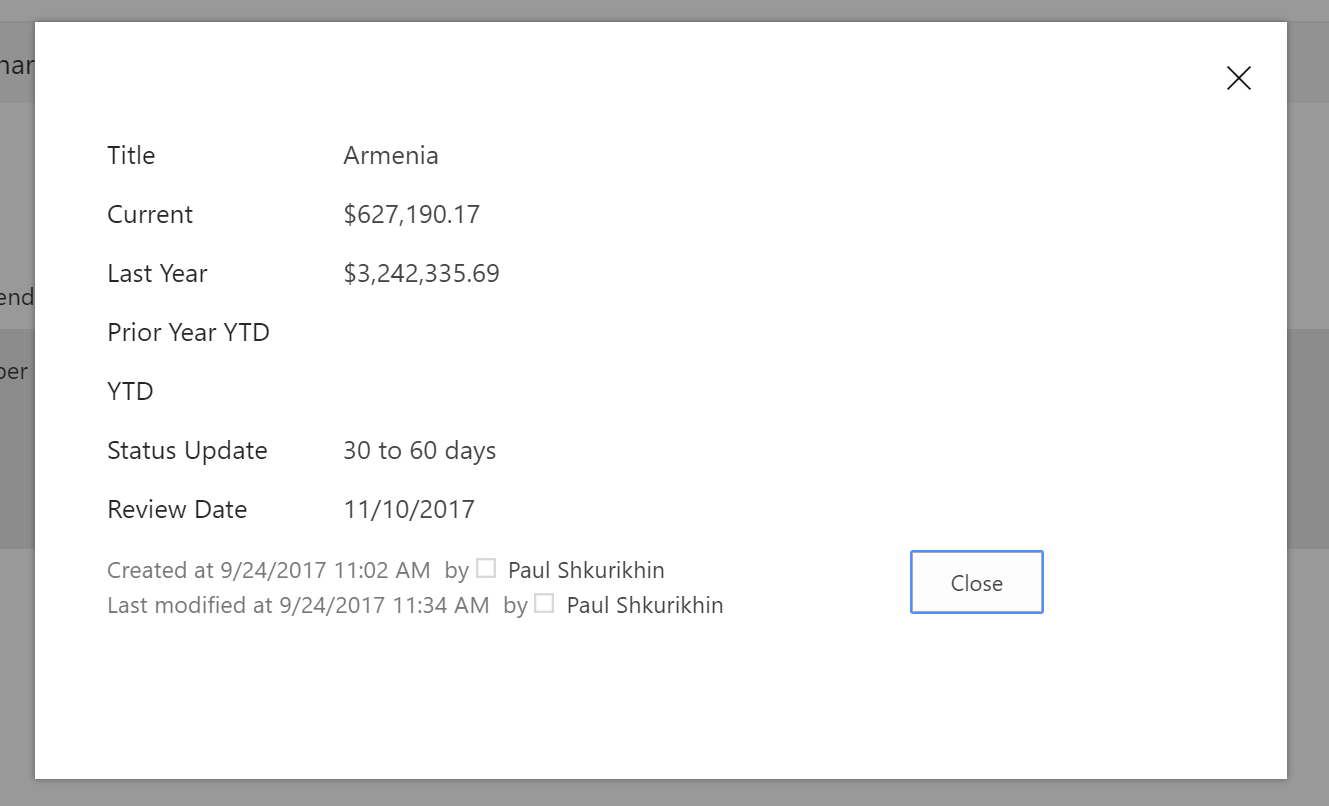 Title Armenia
Current $627,190.17
Last Year $3,242,335.69
Prior Year YTD
YTD
Status Update 30 to 60 days
Review Date 11/10/2017
Created at 9/24/2017 11:02 AM by Paul Shkurikhin
Last modified at 9/24/2017 11:34 AM by Paul Shkurikhin
Close